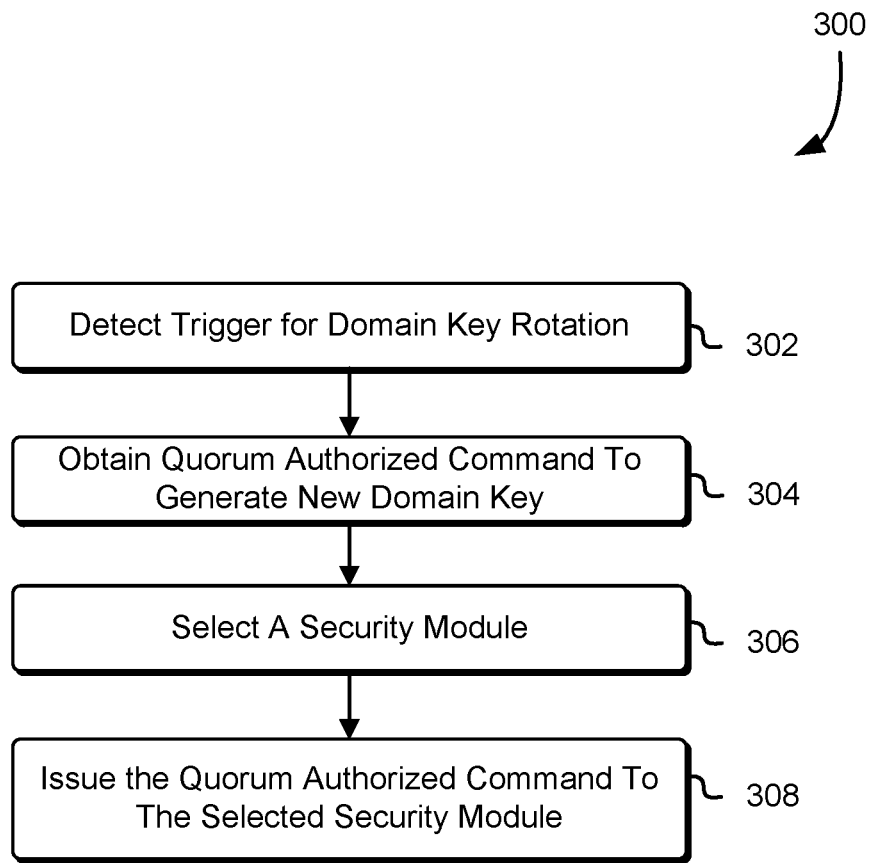 300
Detect Trigger for Domain Key Rotation
302
Obtain Quorum Authorized Command To
Generate New Domain Key
304
Select A Security Module
306
Issue the Quorum Authorized Command To
The Selected Security Module
308